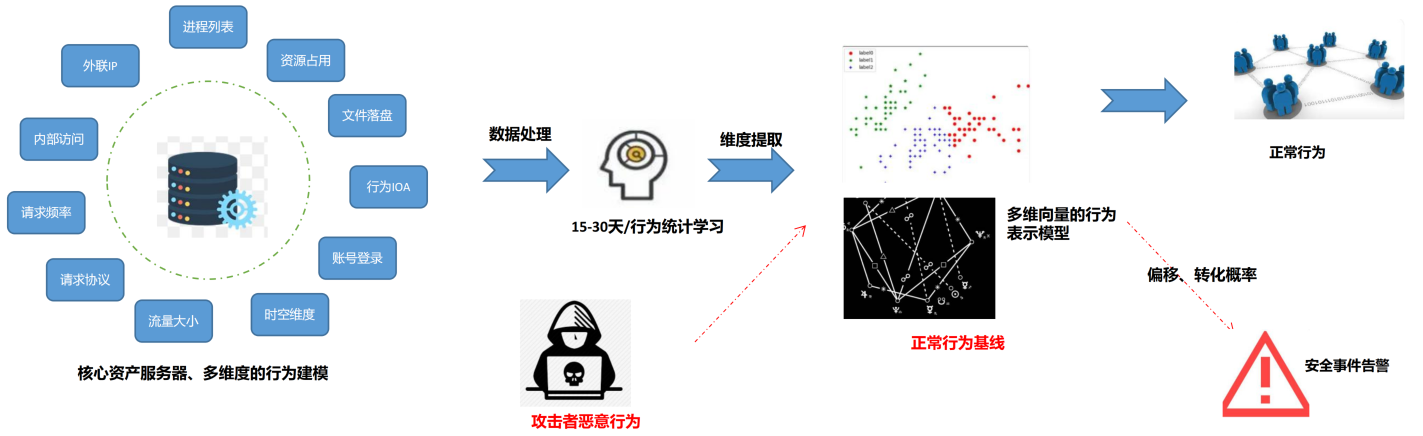 进程列表
资源占用
文件落盘
行为IOA
账号登录
时空维度
流量大小
请求协议
请求频率
内部访问
外联IP
核心资产服务器、多维度的行为建模
数据处理
15-30天/行为统计学习
维度提取
label0
label1
label2
多维向量的行为
表示模型
正常行为基线
攻击者恶意行为
正常行为
偏移、转化概率
安全事件告警